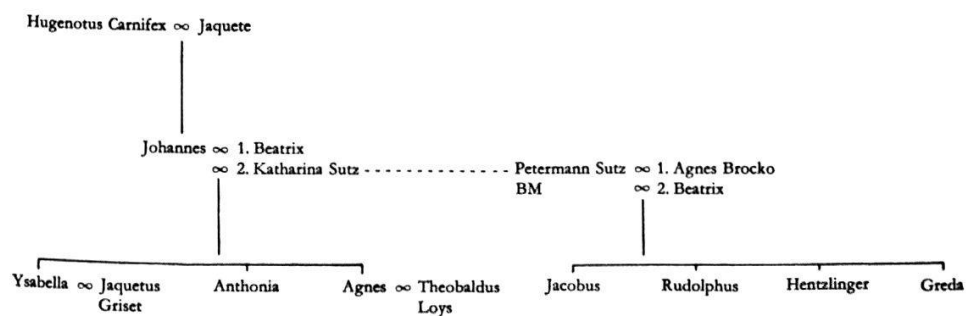 Hugenotus Carnifex ∞ Jaquete
Johannes ∞ 1. Beatrix
∞ 2. Katharina Sutz
Petermann Sutz ∞ 1. Agnes Brocko
BM ∞ 2. Beatrix
Ysabella ∞ Jaquetus
Griset
Anthonia
Agnes ∞ Theobaldus
Loys
Jacobus
Rudolphus
Hentzlinger
Greda